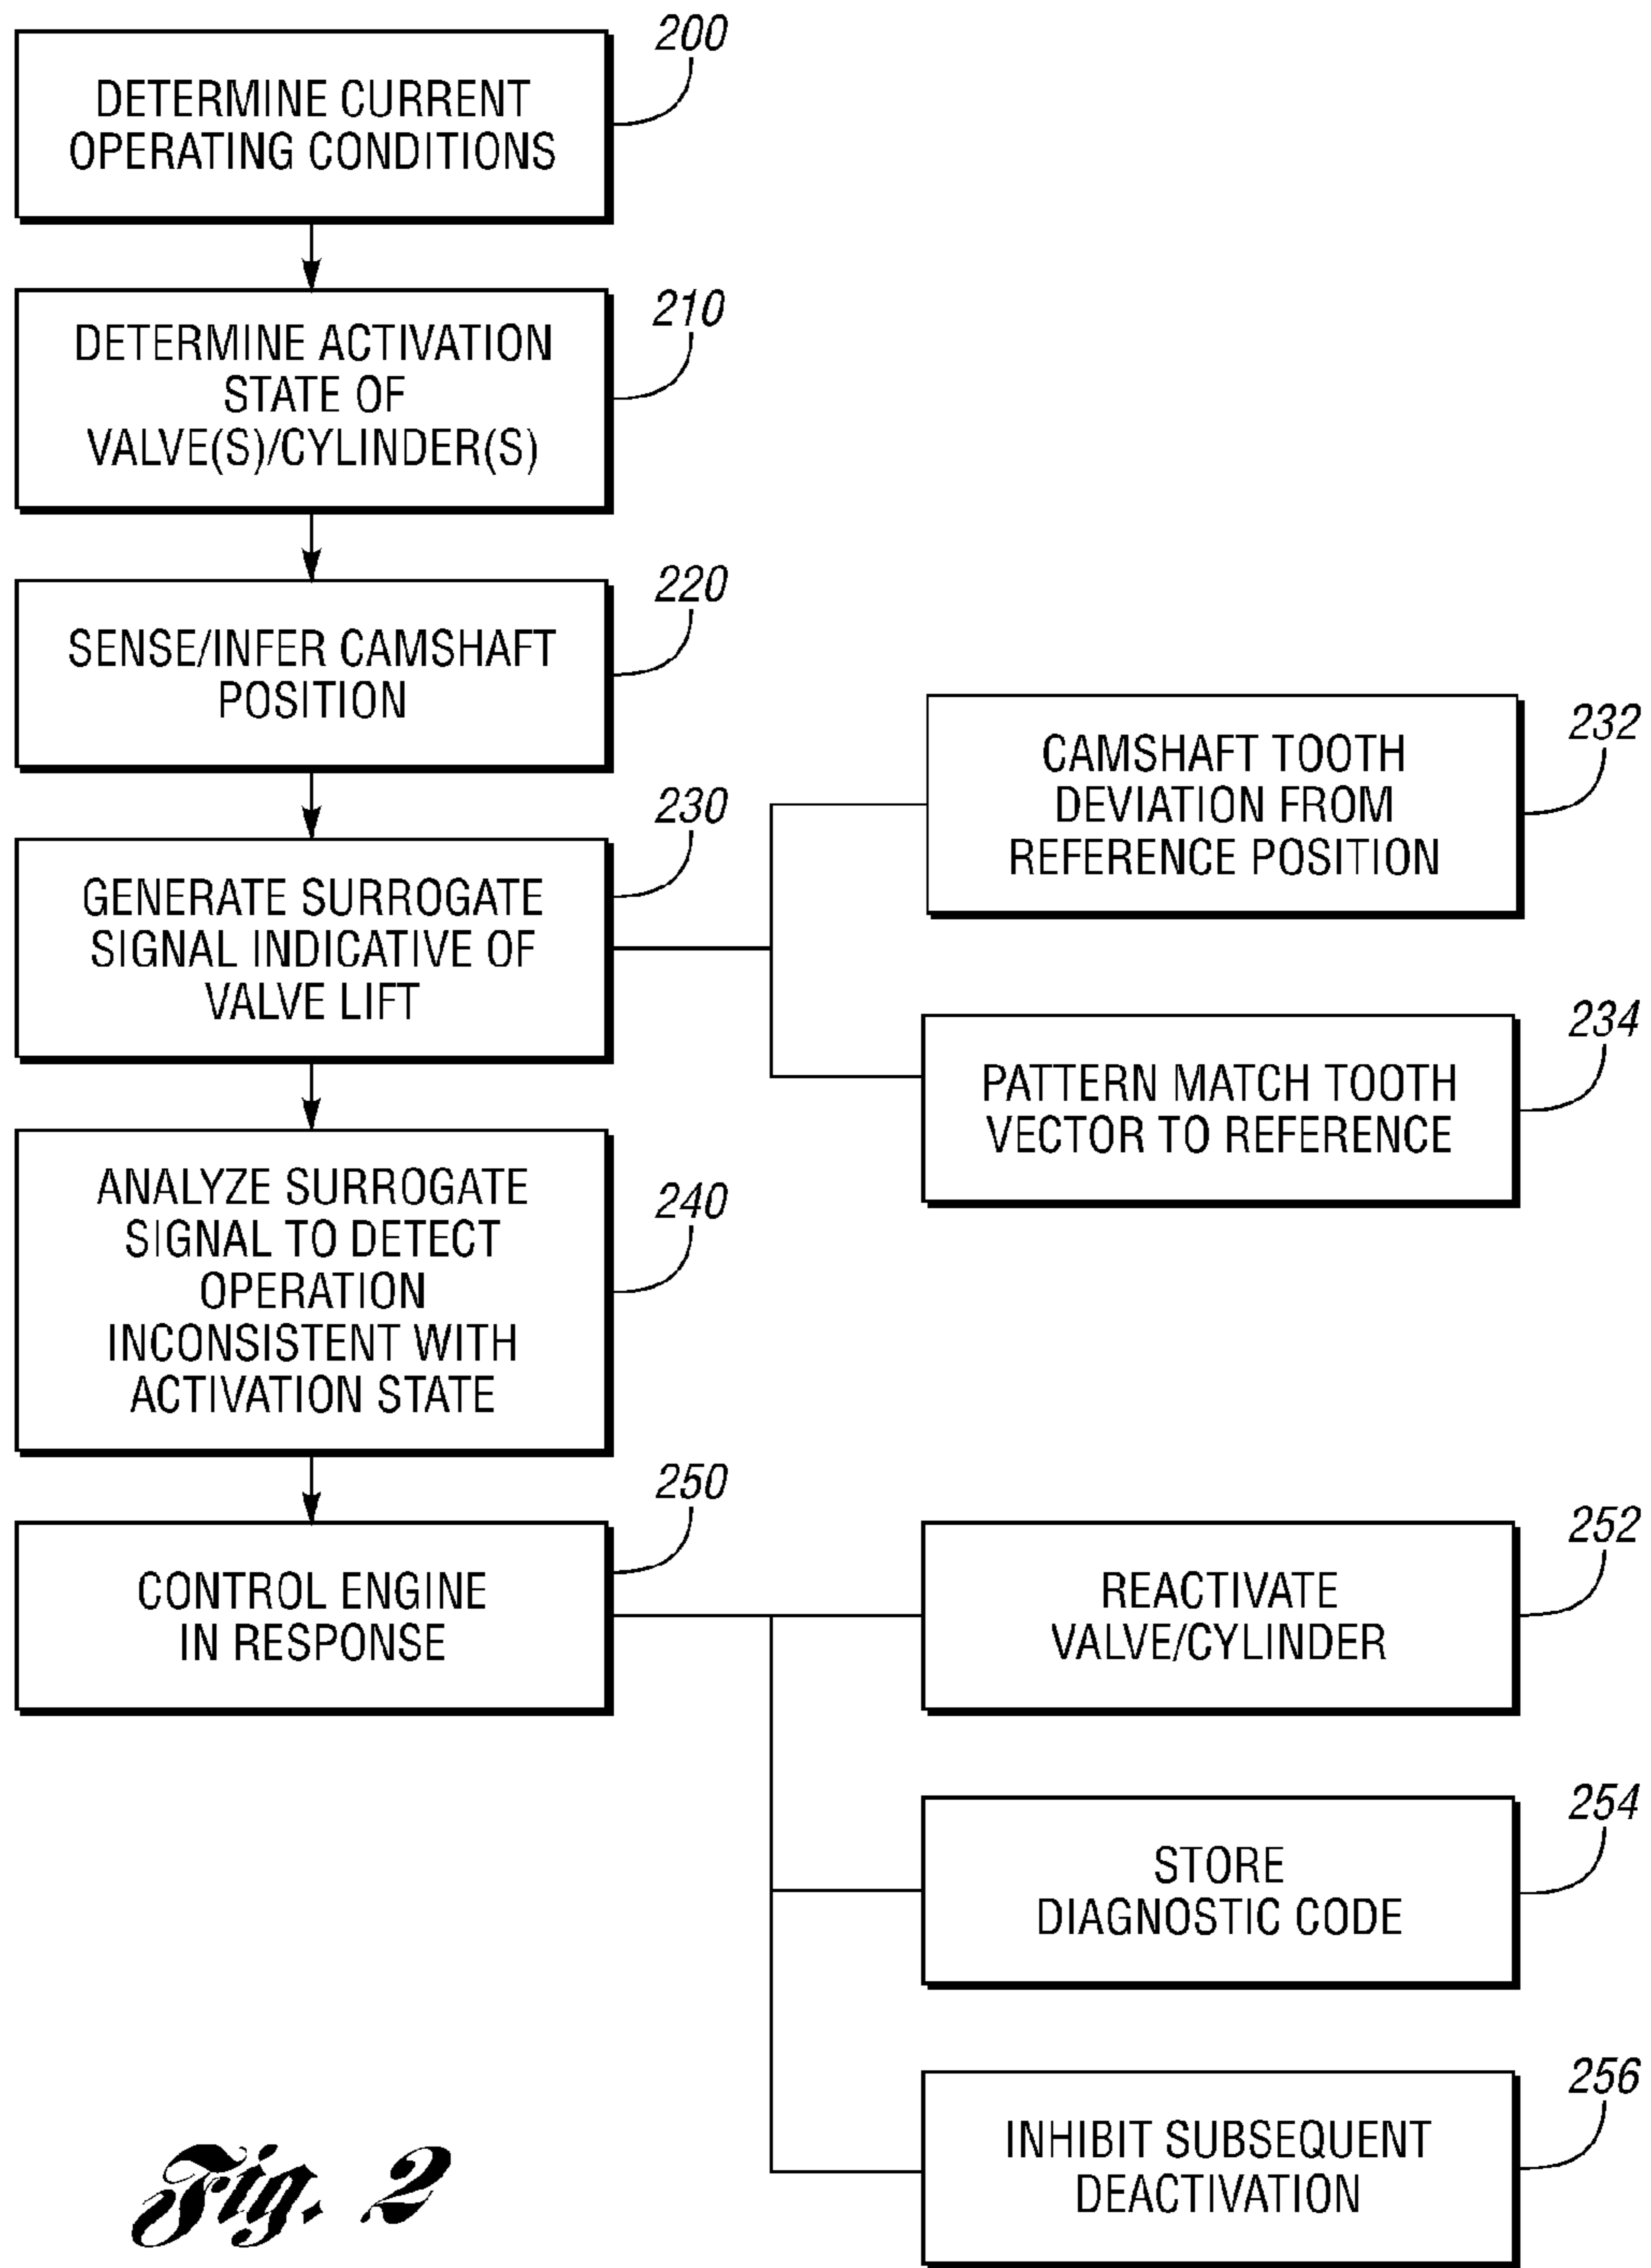 200
DETERMINE CURRENT
OPERATING CONDITIONS
210
DETERMINE ACTIVATION
STATE OF
VALVE(S)/CYLINDER(S)
220
SENSE/INFER CAMSHAFT
POSITION
230
GENERATE SURROGATE
SIGNAL INDICATIVE OF
VALVE LIFT
232
CAMSHAFT TOOTH
DEVIATION FROM
REFERENCE POSITION
234
PATTERN MATCH TOOTH
VECTOR TO REFERENCE
240
ANALYZE SURROGATE
SIGNAL TO DETECT
OPERATION
INCONSISTENT WITH
ACTIVATION STATE
250
CONTROL ENGINE
IN RESPONSE
252
REACTIVATE
VALVE/CYLINDER
254
STORE
DIAGNOSTIC CODE
256
INHIBIT SUBSEQUENT
DEACTIVATION
Fig. 2